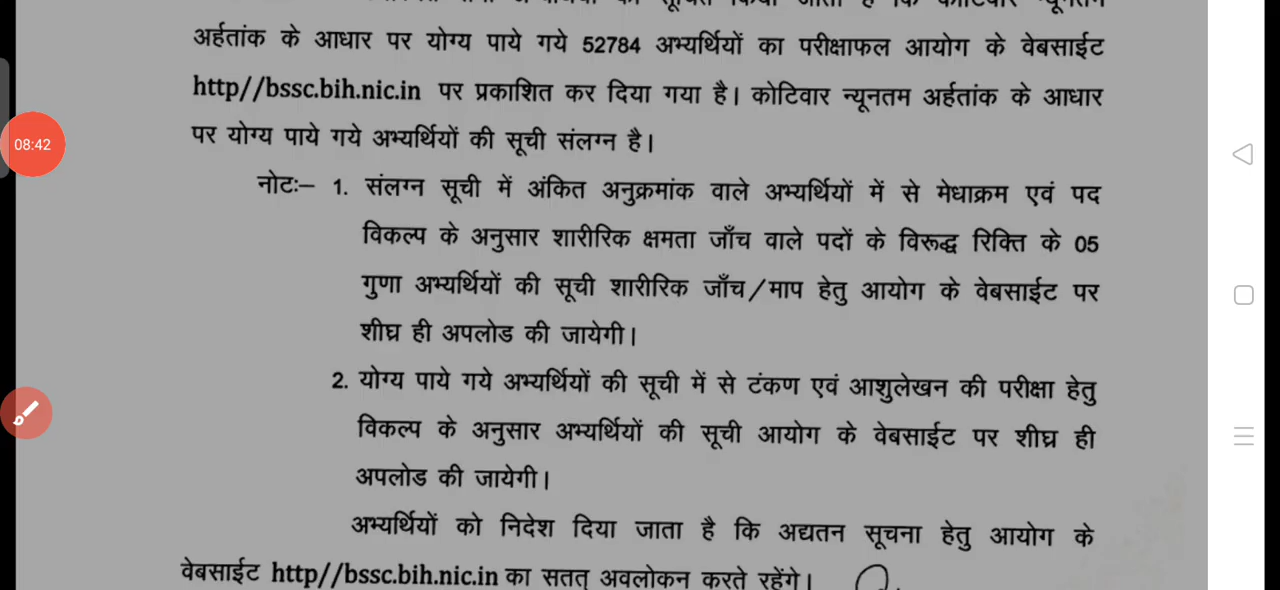 सूचित किया जाता है कि कोटिवार न्यूनतम
अर्हतांक के आधार पर योग्य पाये गये 52784 अभ्यर्थियों का परीक्षाफल आयोग के वेबसाईट
http//bssc.bih.nic.in पर प्रकाशित कर दिया गया है। कोटिवार न्यूनतम अर्हतांक के आधार
पर योग्य पाये गये अभ्यर्थियों की सूची संलग्न है।
08:42
नोटः– 1. संलग्न सूची में अंकित अनुक्रमांक वाले अभ्यर्थियों में से मेधाक्रम एवं पद
विकल्प के अनुसार शारीरिक क्षमता जाँच वाले पदों के विरूद्ध रिक्ति के 05
गुणा अभ्यर्थियों की सूची शारीरिक जाँच/माप हेतु आयोग के वेबसाईट पर
शीघ्र ही अपलोड की जायेगी।
2. योग्य पाये गये अभ्यर्थियों की सूची में से टंकण एवं आशुलेखन की परीक्षा हेतु
विकल्प के अनुसार अभ्यर्थियों की सूची आयोग के वेबसाईट पर शीघ्र ही
अपलोड की जायेगी।
अभ्यर्थियों को निदेश दिया जाता है कि अद्यतन सूचना हेतु आयोग के
वेबसाईट http//bssc.bih.nic.in का सतत् अवलोकन करते रहेंगे।